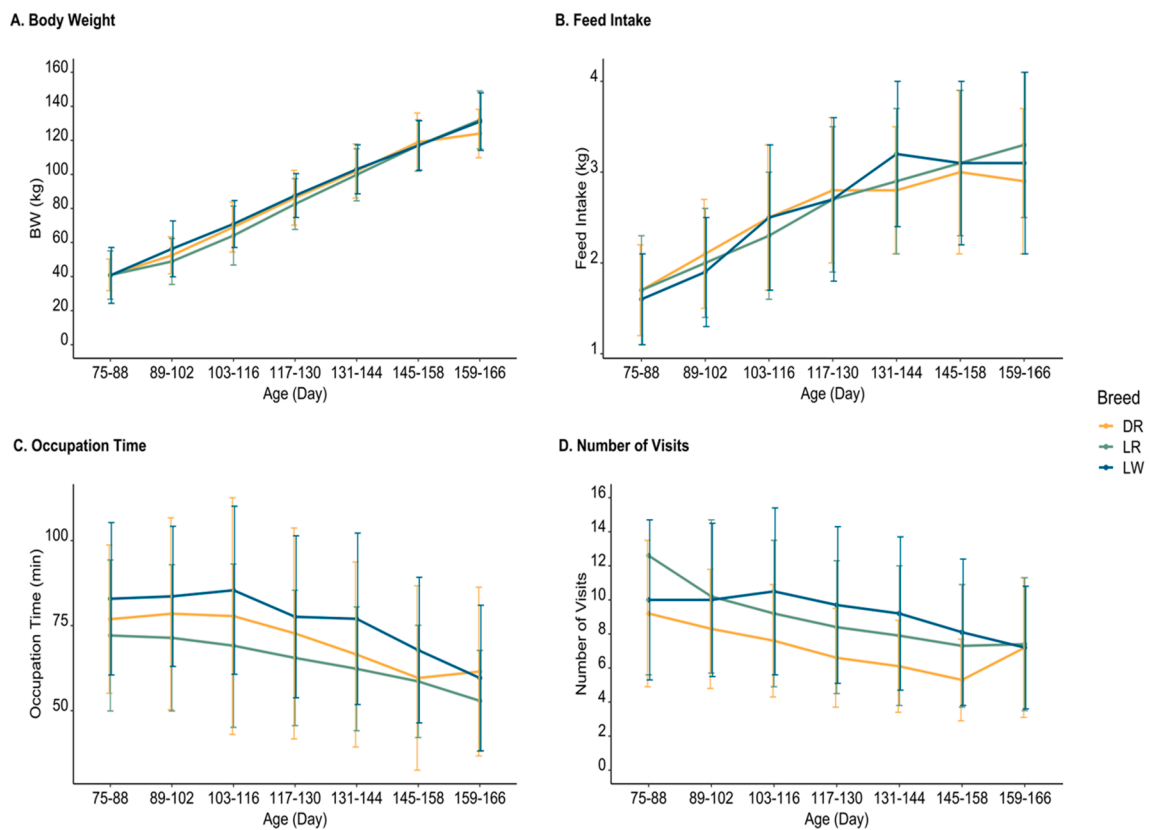 A. Body Weight
B. Feed Intake
160
140
120
100
80
60
40
20
0
BW (kg)
75-88 89-102 103-116 117-130 131-144 145-158 159-166
Age (Day)
4
3
2
1
Feed Intake (kg)
75-88 89-102 103-116 117-130 131-144 145-158 159-166
Age (Day)
Breed
DR
LR
LW
C. Occupation Time
D. Number of Visits
100
75
50
Occupation Time (min)
75-88 89-102 103-116 117-130 131-144 145-158 159-166
Age (Day)
16
14
12
10
8
6
4
2
0
Number of Visits
75-88 89-102 103-116 117-130 131-144 145-158 159-166
Age (Day)